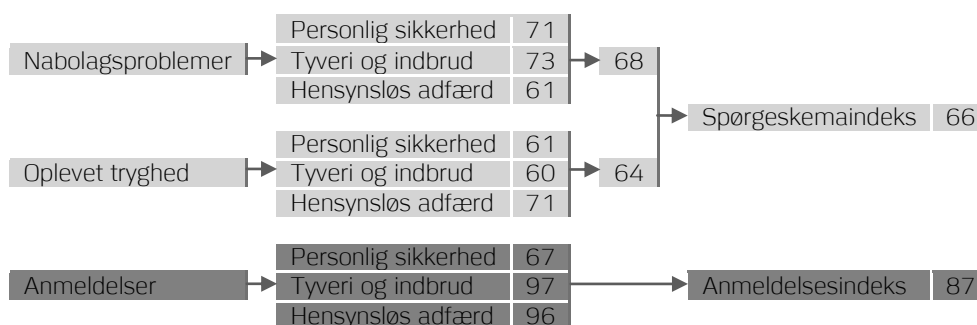 Personlig sikkerhed 71
Nabolagsproblemer Tyveri og indbrud 73 68
Hensynsløs adfærd 61
Spørgeskemaindeks 66
Personlig sikkerhed 61
Oplevet tryghed Tyveri og indbrud 60 64
Hensynsløs adfærd 71
Personlig sikkerhed 67
Anmeldelser Tyveri og indbrud 97 Anmeldelsesindeks 87
Hensynsløs adfærd 96